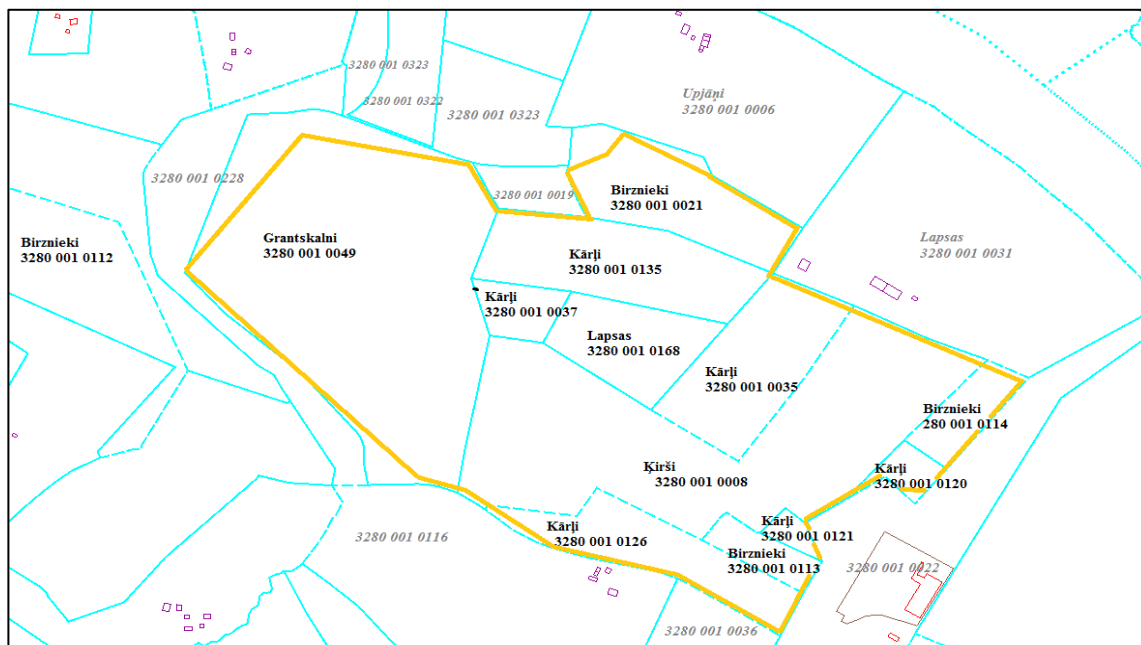 3280 001 0323
3280 001 0322
3280 001 0323
Upjāņi
3280 001 0006
3280 001 0228
3280 001 0019
Birznieki
3280 001 0021
Birznieki
3280 001 0112
Grantskalni
3280 001 0049
Lapsas
3280 001 0031
Kārļi
3280 001 0135
Kārļi
3280 001 0037
Lapsas
3280 001 0168
Kārļi
3280 001 0035
Birznieki
280 001 0114
Ķirši
3280 001 0008
Kārļi
3280 001 0120
Kārļi
3280 001 0126
Kārļi
3280 001 0121
3280 001 0116
Birznieki
3280 001 0113
3280 001 0022
3280 001 0036